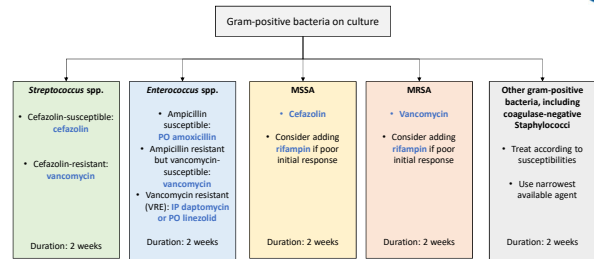 Gram-positive bacteria on culture
Streptococcus spp.
• Cefazolin-susceptible:
cefazolin
• Cefazolin-resistant:
vancomycin
Duration: 2 weeks
Enterococcus spp.
• Ampicillin
susceptible:
PO amoxicillin
• Ampicillin resistant
but vancomycin-
susceptible:
vancomycin
• Vancomycin resistant
(VRE): IP daptomycin
or PO linezolid
Duration: 2 weeks
MSSA
• Cefazolin
• Consider adding
rifampin if poor
initial response
Duration: 2 weeks
MRSA
• Vancomycin
• Consider adding
rifampin if poor
initial response
Duration: 2 weeks
Other gram-positive
bacteria, including
coagulase-negative
Staphylococci
• Treat according to
susceptibilities
• Use narrowest
available agent
Duration: 2 weeks